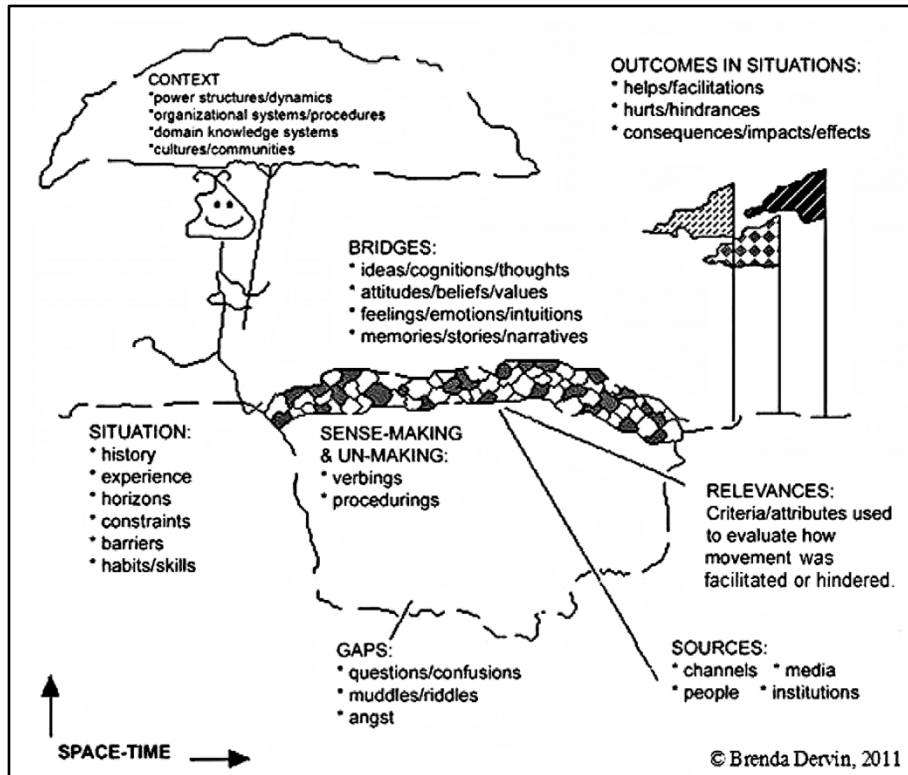 CONTEXT
*power structures/dynamics
*organizational systems/procedures
*domain knowledge systems
*cultures/communities
OUTCOMES IN SITUATIONS:
* helps/facilitations
* hurts/hindrances
* consequences/impacts/effects
BRIDGES:
* ideas/cognitions/thoughts
* attitudes/beliefs/values
* feelings/emotions/intuitions
* memories/stories/narratives
SITUATION:
* history
* experience
* horizons
* constraints
* barriers
* habits/skills
SENSE-MAKING
& UN-MAKING:
* verbings
* procedurings
RELEVANCES:
Criteria/attributes used
to evaluate how
movement was
facilitated or hindered.
GAPS:
* questions/confusions
* muddles/riddles
* angst
SOURCES:
* channels * media
* people * institutions
SPACE-TIME
© Brenda Dervin, 2011